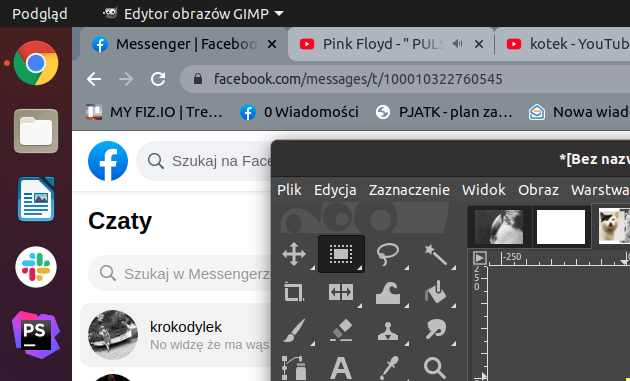 Podgląd Edytor obrazów GIMP
Messenger | Faceboo Pink Floyd - " PULS kotek - YouTub
facebook.com/messages/t/100010322760545
MY FIZ.IO | Tre… 0 Wiadomości PJATK - plan za… Nowa wiad
Szukaj na Face
*[Bez nazw
Plik Edycja Zaznaczenie Widok Obraz Warstwa
Czaty
Szukaj w Messengerze
-250
250
krokodylek
No widzę że ma wąs
PS
A